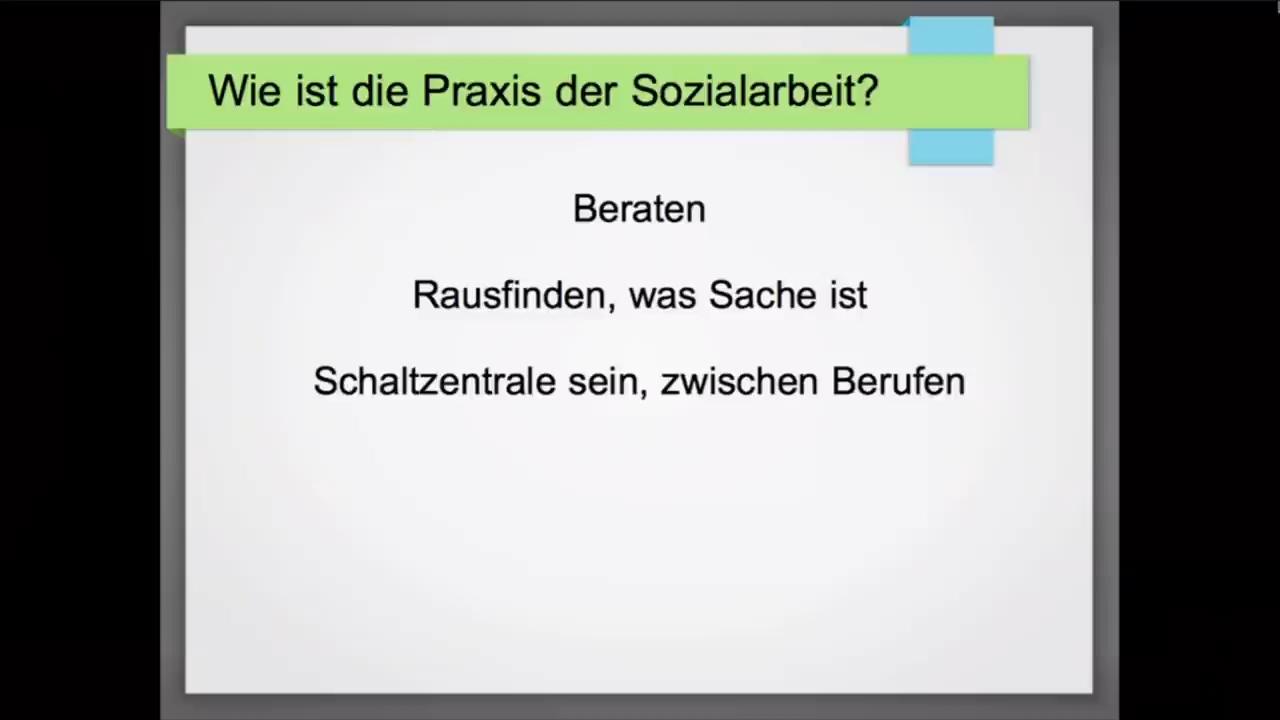 Wie ist die Praxis der Sozialarbeit?
Beraten
Rausfinden, was Sache ist
Schaltzentrale sein, zwischen Berufen